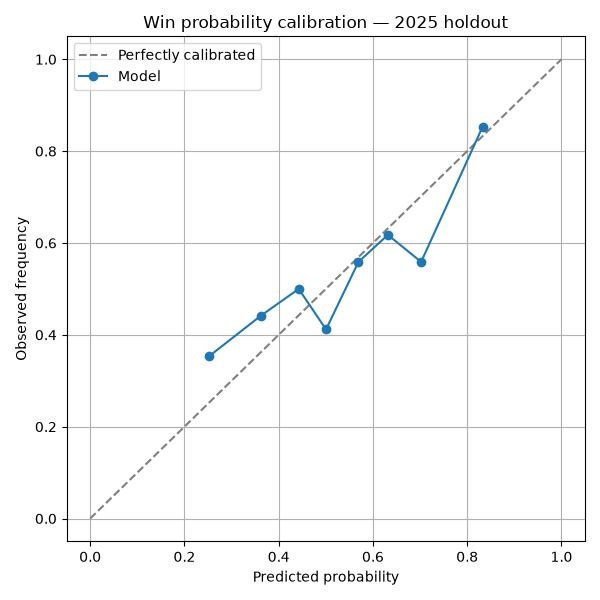 Win probability calibration — 2025 holdout
Perfectly calibrated
Model
1.0
0.8
0.6
0.4
0.2
0.0
Observed frequency
0.0 0.2 0.4 0.6 0.8 1.0
Predicted probability